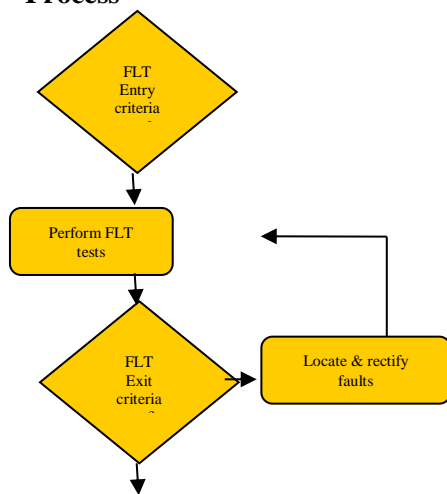 Process
FLT
Entry
criteria
Perform FLT
tests
FLT
Exit
criteria
Locate & rectify
faults